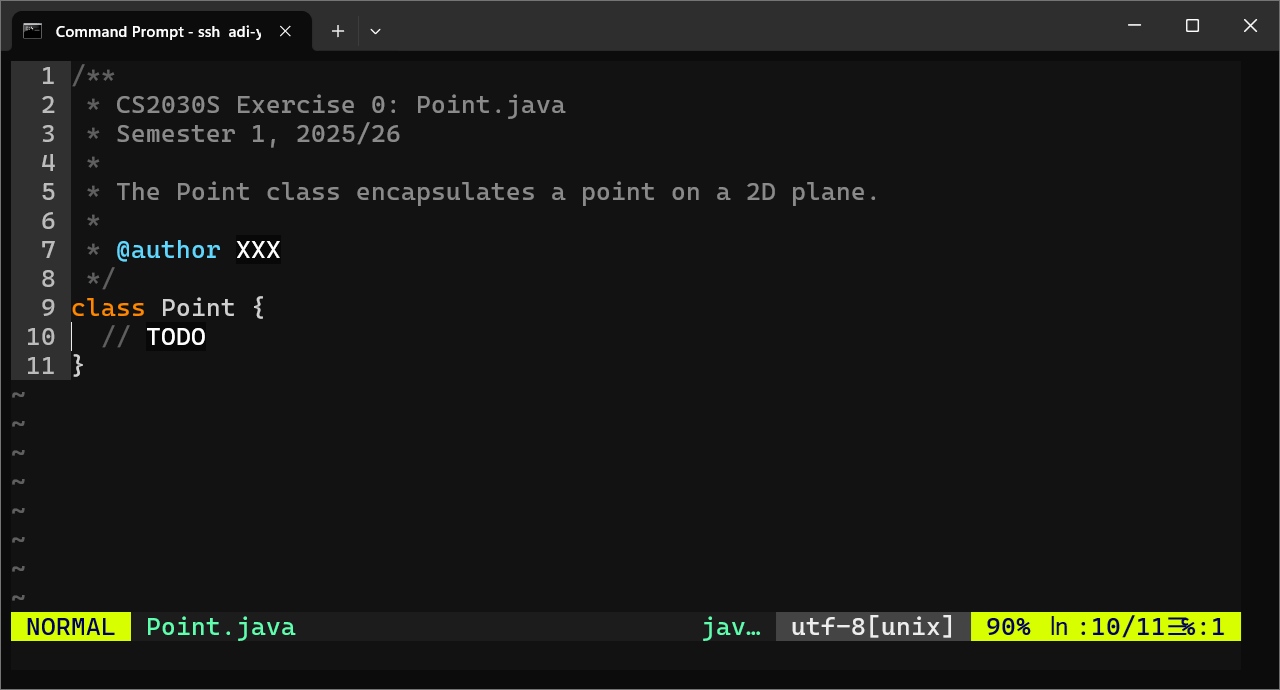 Command Prompt - ssh adi-y
1 /**
2  * CS2030S Exercise 0: Point.java
3  * Semester 1, 2025/26
4  *
5  * The Point class encapsulates a point on a 2D plane.
6  *
7  * @author XXX
8  */
9 class Point {
10   // TODO
11 }
~
~
~
~
~
~
~
~
NORMAL Point.java jav… utf-8[unix] 90% ln :10/11☰%:1